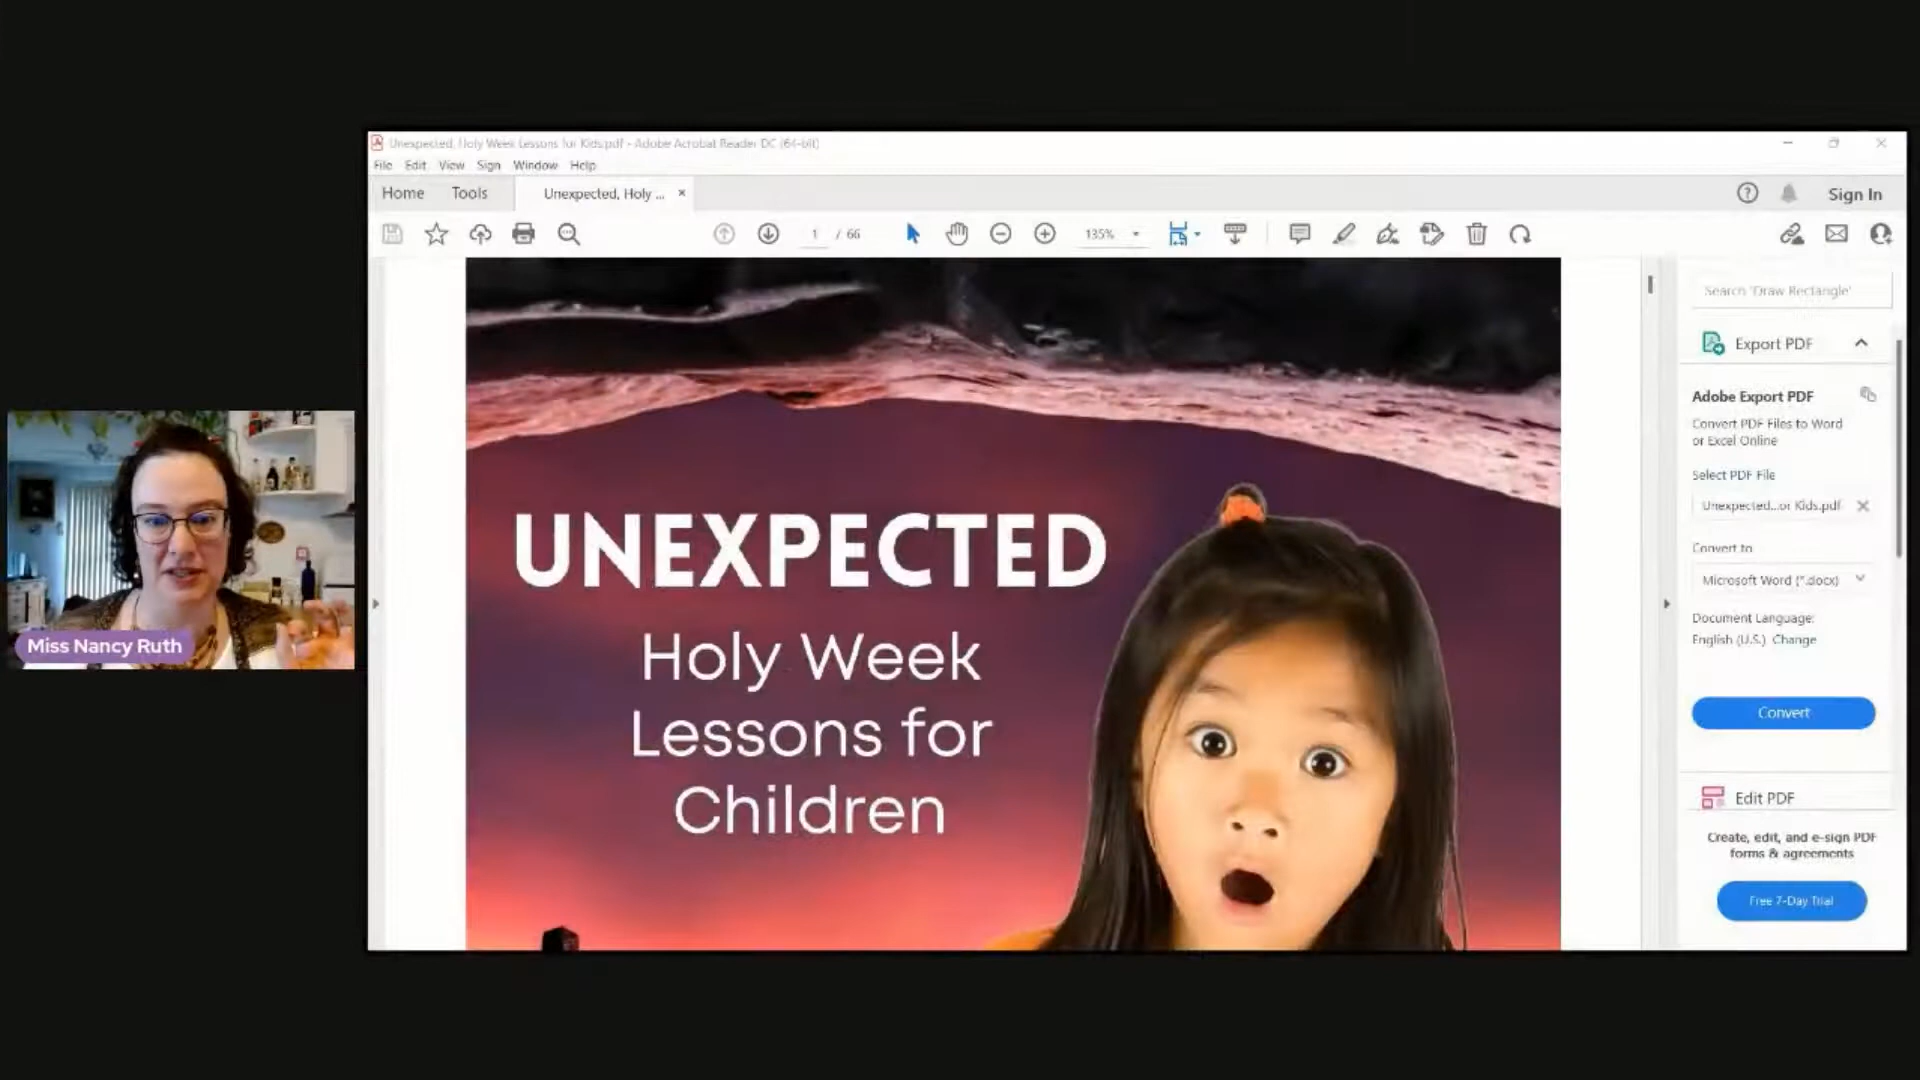 Unexpected, Holy Week Lessons for Kids.pdf - Adobe Acrobat Reader DC (64-bit)
File Edit View Sign Window Help
Home Tools Unexpected, Holy ... ×
Sign In
1 / 66 135%
Search 'Draw Rectangle'
Export PDF
Adobe Export PDF
Convert PDF Files to Word
or Excel Online
Select PDF File
Unexpected...or Kids.pdf
Convert to
Microsoft Word (*.docx)
Document Language:
English (U.S.) Change
Convert
Edit PDF
Create, edit, and e-sign PDF
forms & agreements
Free 7-Day Trial
UNEXPECTED
Holy Week
Lessons for
Children
Miss Nancy Ruth